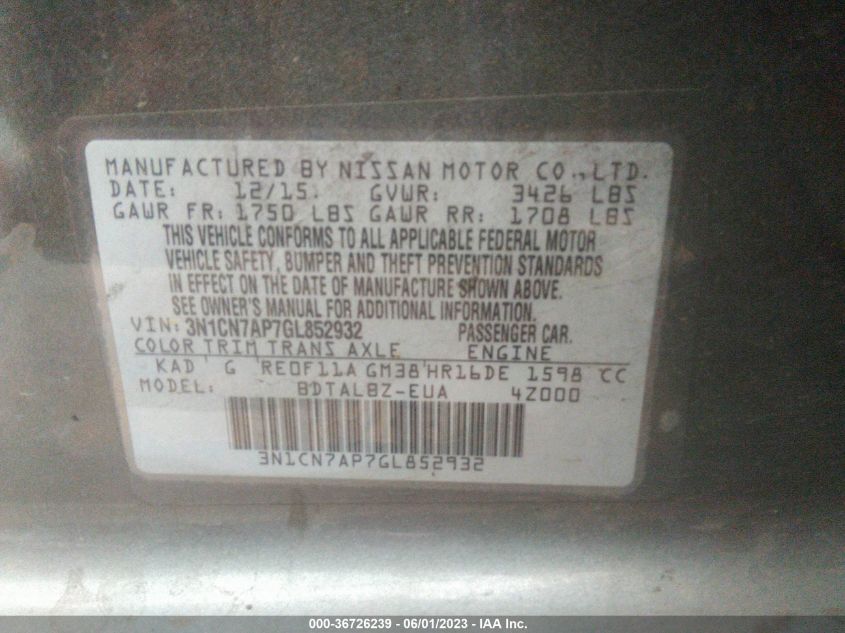 MANUFACTURED BY NISSAN MOTOR CO., LTD.
DATE: 12/15. GVWR: 3426 LBS
GAWR FR: 1750 LBS GAWR RR: 1708 LBS
THIS VEHICLE CONFORMS TO ALL APPLICABLE FEDERAL MOTOR
VEHICLE SAFETY, BUMPER AND THEFT PREVENTION STANDARDS
IN EFFECT ON THE DATE OF MANUFACTURE SHOWN ABOVE.
SEE OWNER'S MANUAL FOR ADDITIONAL INFORMATION.
VIN: 3N1CN7AP7GL852932 PASSENGER CAR.
COLOR TRIM TRANS AXLE ENGINE
KAD G RE0F11A GM38 HR16DE 1598 CC
MODEL: BDTALBZ-EUA 4Z000
3N1CN7AP7GL852932
000-36726239 - 06/01/2023 - IAA Inc.